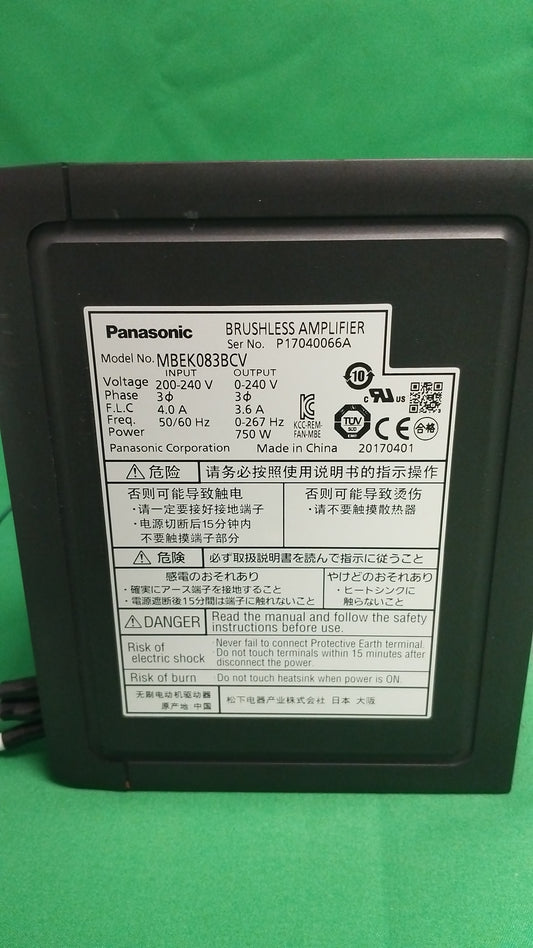 Panasonic BRUSHLESS AMPLIFIER
Ser No. P17040066A
Model No. MBEK083BCV
INPUT OUTPUT
Voltage 200-240 V 0-240 V
Phase 3ϕ 3ϕ
F.L.C 4.0 A 3.6 A
Freq. 50/60 Hz 0-267 Hz
Power 750 W
KCC-REM-
FAN-MBE
10
c RU US
TÜV
SÜD
CE
合格
Panasonic Corporation Made in China 20170401
危险 请务必按照使用说明书的指示操作
否则可能导致触电
・请一定要接好接地端子
・电源切断后15分钟内
不要触摸端子部分
否则可能导致烫伤
・请不要触摸散热器
危険 必ず取扱説明書を読んで指示に従うこと
感電のおそれあり
・確実にアース端子を接地すること
・電源遮断後15分間は端子に触れないこと
やけどのおそれあり
・ヒートシンクに
触らないこと
DANGER Read the manual and follow the safety
instructions before use.
Risk of
electric shock
・Never fail to connect Protective Earth terminal.
・Do not touch terminals within 15 minutes after
disconnect the power.
Risk of burn ・Do not touch heatsink when power is ON.
无刷电动机驱动器
原产地 中国
松下电器产业株式会社 日本 大阪